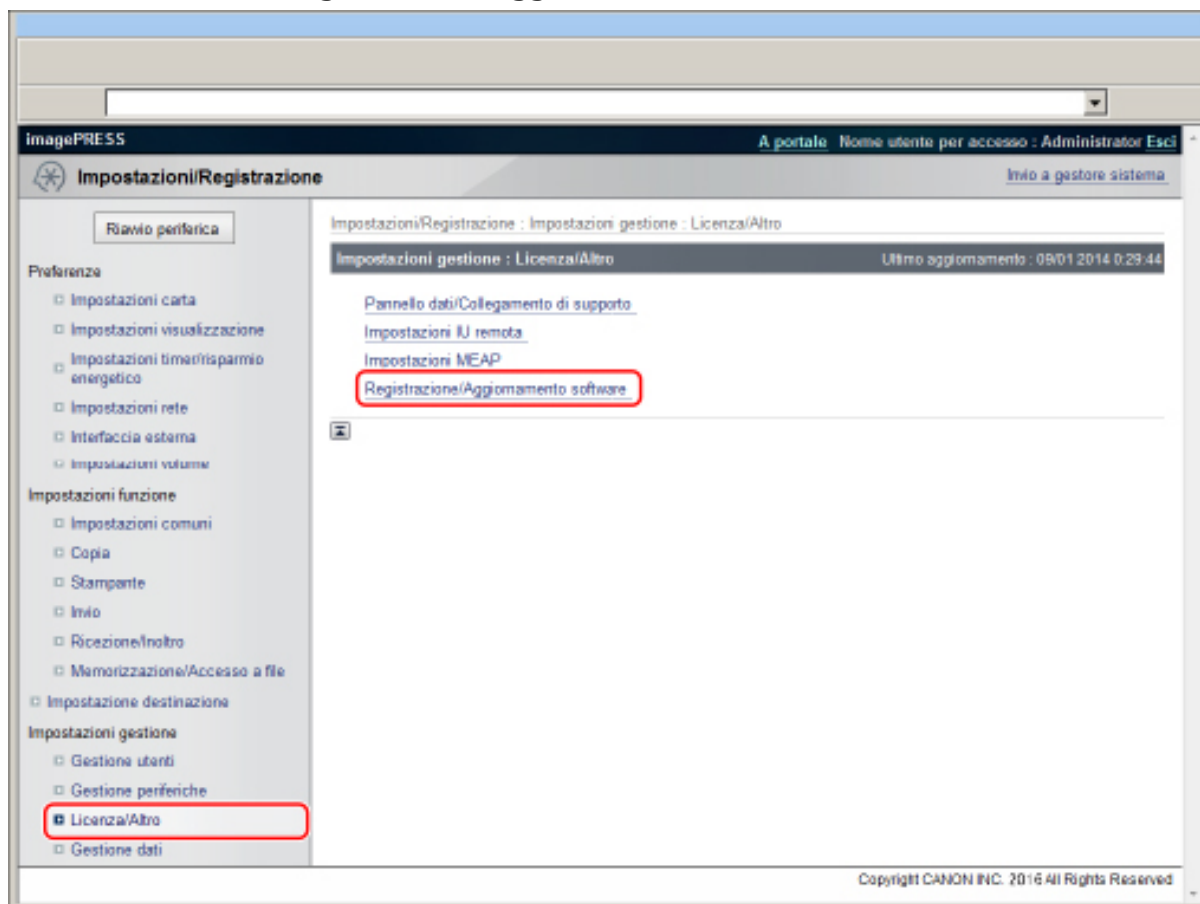 imagePRESS
A portale Nome utente per accesso : Administrator Esci
Impostazioni/Registrazione
Invio a gestore sistema
Riavvio periferica
Preferenze
Impostazioni carta
Impostazioni visualizzazione
Impostazioni timer/risparmio
energetico
Impostazioni rete
Interfaccia esterna
Impostazioni volume
Impostazioni funzione
Impostazioni comuni
Copia
Stampante
Invio
Ricezione/Inoltro
Memorizzazione/Accesso a file
Impostazione destinazione
Impostazioni gestione
Gestione utenti
Gestione periferiche
Licenza/Altro
Gestione dati
Impostazioni/Registrazione : Impostazioni gestione : Licenza/Altro
Impostazioni gestione : Licenza/Altro
Ultimo aggiornamento : 09/01 2014 0:29:44
Pannello dati/Collegamento di supporto
Impostazioni IU remota
Impostazioni MEAP
Registrazione/Aggiornamento software
Copyright CANON INC. 2016 All Rights Reserved